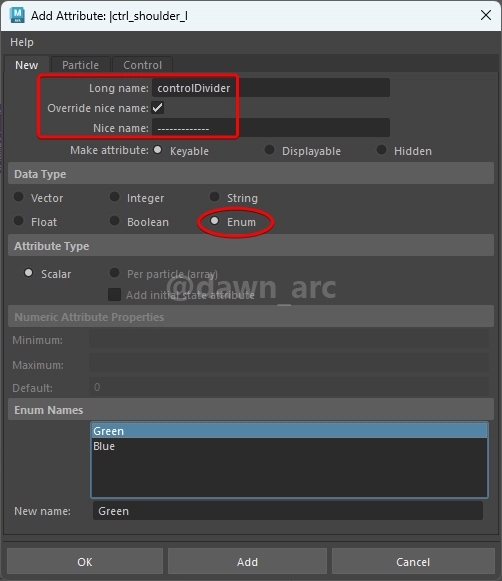 Add Attribute: |ctrl_shoulder_l
Help
New Particle Control
Long name: controlDivider
Override nice name:
Nice name: -------------
Make attribute: Keyable Displayable Hidden
Data Type
Vector Integer String
Float Boolean Enum
Attribute Type
Scalar Per particle (array)
Add initial state attribute
@dawn_arc
Numeric Attribute Properties
Minimum:
Maximum:
Default: 0
Enum Names
Green
Blue
New name: Green
OK Add Cancel